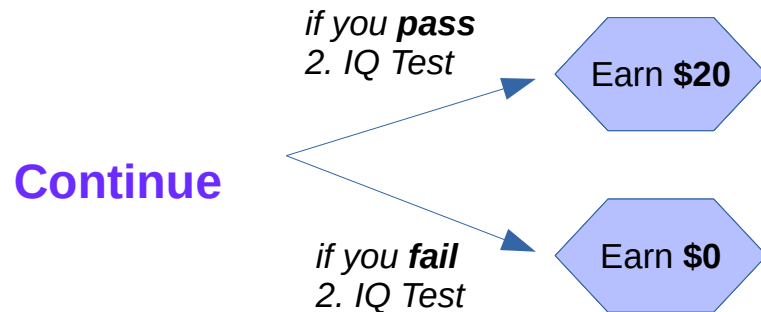 if you pass
2. IQ Test
Earn $20
Continue
if you fail
2. IQ Test
Earn $0